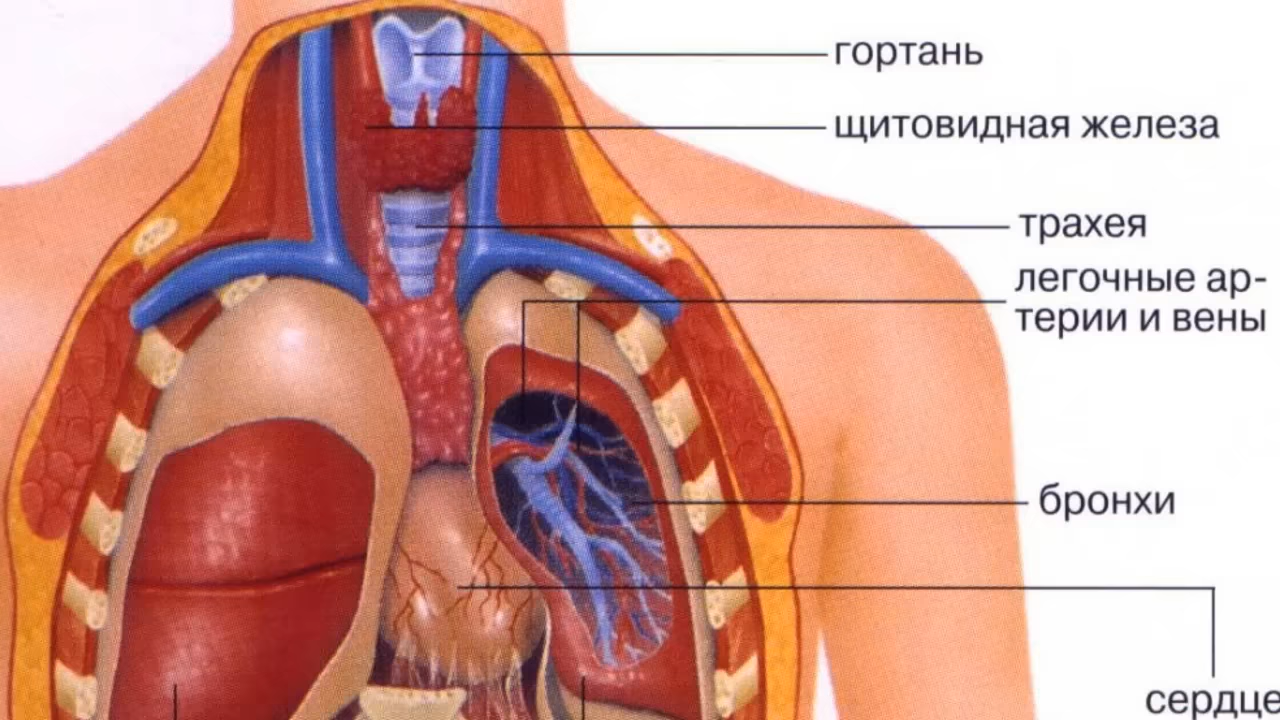 гортань
щитовидная железа
трахея
легочные ар-
терии и вены
бронхи
сердце